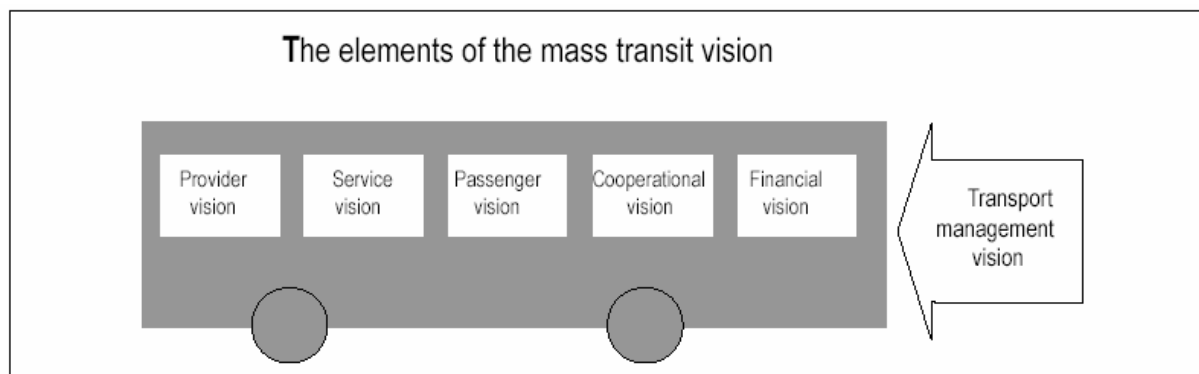 The elements of the mass transit vision
Provider
vision
Service
vision
Passenger
vision
Cooperational
vision
Financial
vision
Transport
management
vision